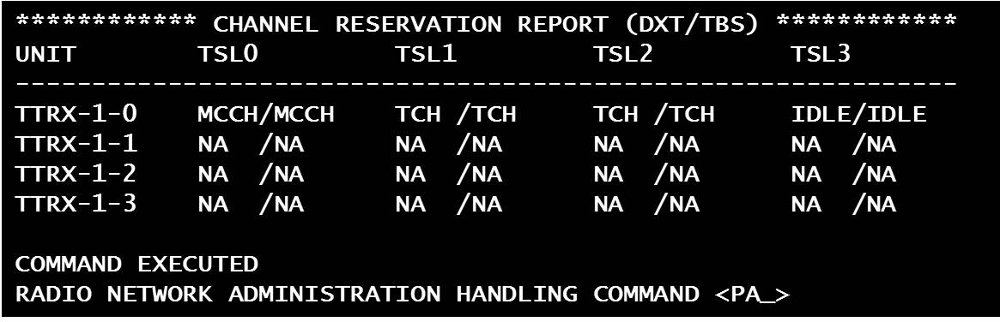 ************ CHANNEL RESERVATION REPORT (DXT/TBS) ************
UNIT        TSL0         TSL1         TSL2         TSL3
--------------------------------------------------------------
TTRX-1-0    MCCH/MCCH    TCH /TCH     TCH /TCH     IDLE/IDLE
TTRX-1-1    NA  /NA      NA  /NA      NA  /NA      NA  /NA
TTRX-1-2    NA  /NA      NA  /NA      NA  /NA      NA  /NA
TTRX-1-3    NA  /NA      NA  /NA      NA  /NA      NA  /NA
COMMAND EXECUTED
RADIO NETWORK ADMINISTRATION HANDLING COMMAND <PA_>